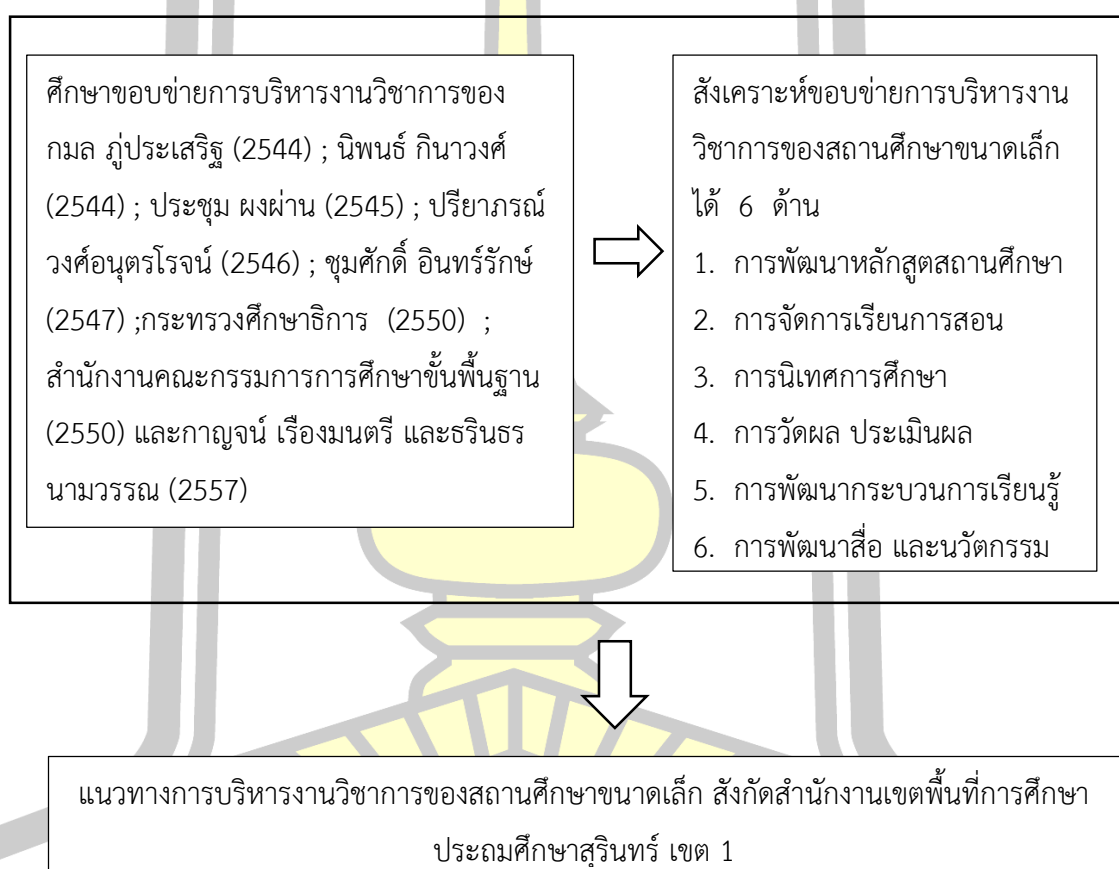 ศึกษาขอบข่ายการบริหารงานวิชาการของ
กมล ภู่ประเสริฐ (2544) ; นิพนธ์ กินาวงศ์
(2544) ; ประชุม ผงผ่าน (2545) ; ปรียาภรณ์
วงศ์อนุตรโรจน์ (2546) ; ชุมศักดิ์ อินทร์รักษ์
(2547) ;กระทรวงศึกษาธิการ (2550) ;
สำนักงานคณะกรรมการการศึกษาขั้นพื้นฐาน
(2550) และกาญจน์ เรืองมนตรี และธรินธร
นามวรรณ (2557)
สังเคราะห์ขอบข่ายการบริหารงาน
วิชาการของสถานศึกษาขนาดเล็ก
ได้ 6 ด้าน
1. การพัฒนาหลักสูตสถานศึกษา
2. การจัดการเรียนการสอน
3. การนิเทศการศึกษา
4. การวัดผล ประเมินผล
5. การพัฒนากระบวนการเรียนรู้
6. การพัฒนาสื่อ และนวัตกรรม
แนวทางการบริหารงานวิชาการของสถานศึกษาขนาดเล็ก สังกัดสำนักงานเขตพื้นที่การศึกษา
ประถมศึกษาสุรินทร์ เขต 1